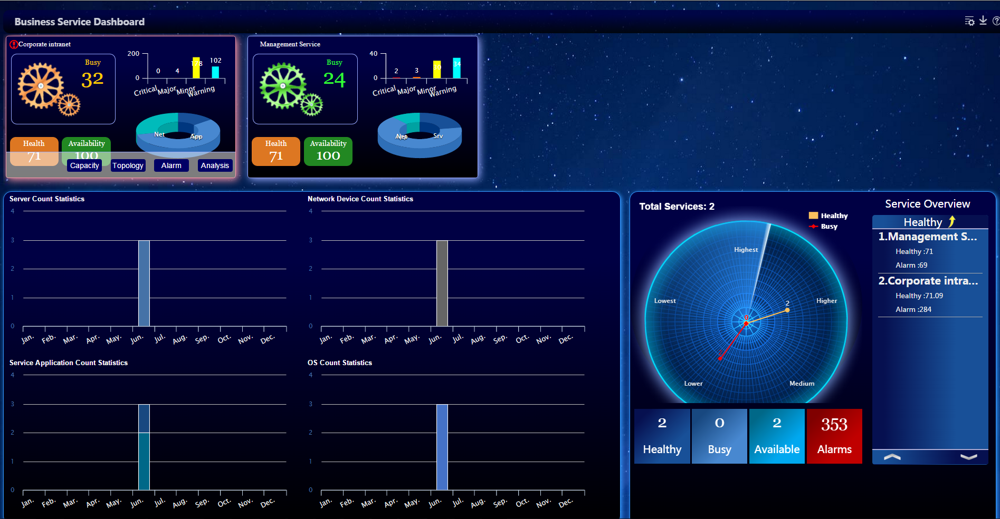 Business Service Dashboard
Corporate intranet
Busy
32
200
0
0
4
178
102
Critical
Major
Minor
Warning
Net
App
Health
71
Availability
100
Capacity
Topology
Alarm
Analysis
Management Service
Busy
24
40
0
2
3
30
34
Critical
Major
Minor
Warning
Srv
Health
71
Availability
100
Server Count Statistics
4
3
2
1
0
Jan.
Feb.
Mar.
Apr.
May.
Jun.
Jul.
Aug.
Sep.
Oct.
Nov.
Dec.
Network Device Count Statistics
4
3
2
1
0
Jan.
Feb.
Mar.
Apr.
May.
Jun.
Jul.
Aug.
Sep.
Oct.
Nov.
Dec.
Service Application Count Statistics
4
3
2
1
0
Jan.
Feb.
Mar.
Apr.
May.
Jun.
Jul.
Aug.
Sep.
Oct.
Nov.
Dec.
OS Count Statistics
4
3
2
1
0
Jan.
Feb.
Mar.
Apr.
May.
Jun.
Jul.
Aug.
Sep.
Oct.
Nov.
Dec.
Total Services: 2
Healthy
Busy
Highest
Lowest
Higher
2
0
Lower
Medium
2
Healthy
0
Busy
2
Available
353
Alarms
Service Overview
Healthy
1.Management S...
Healthy :71
Alarm :69
2.Corporate intra...
Healthy :71.09
Alarm :284